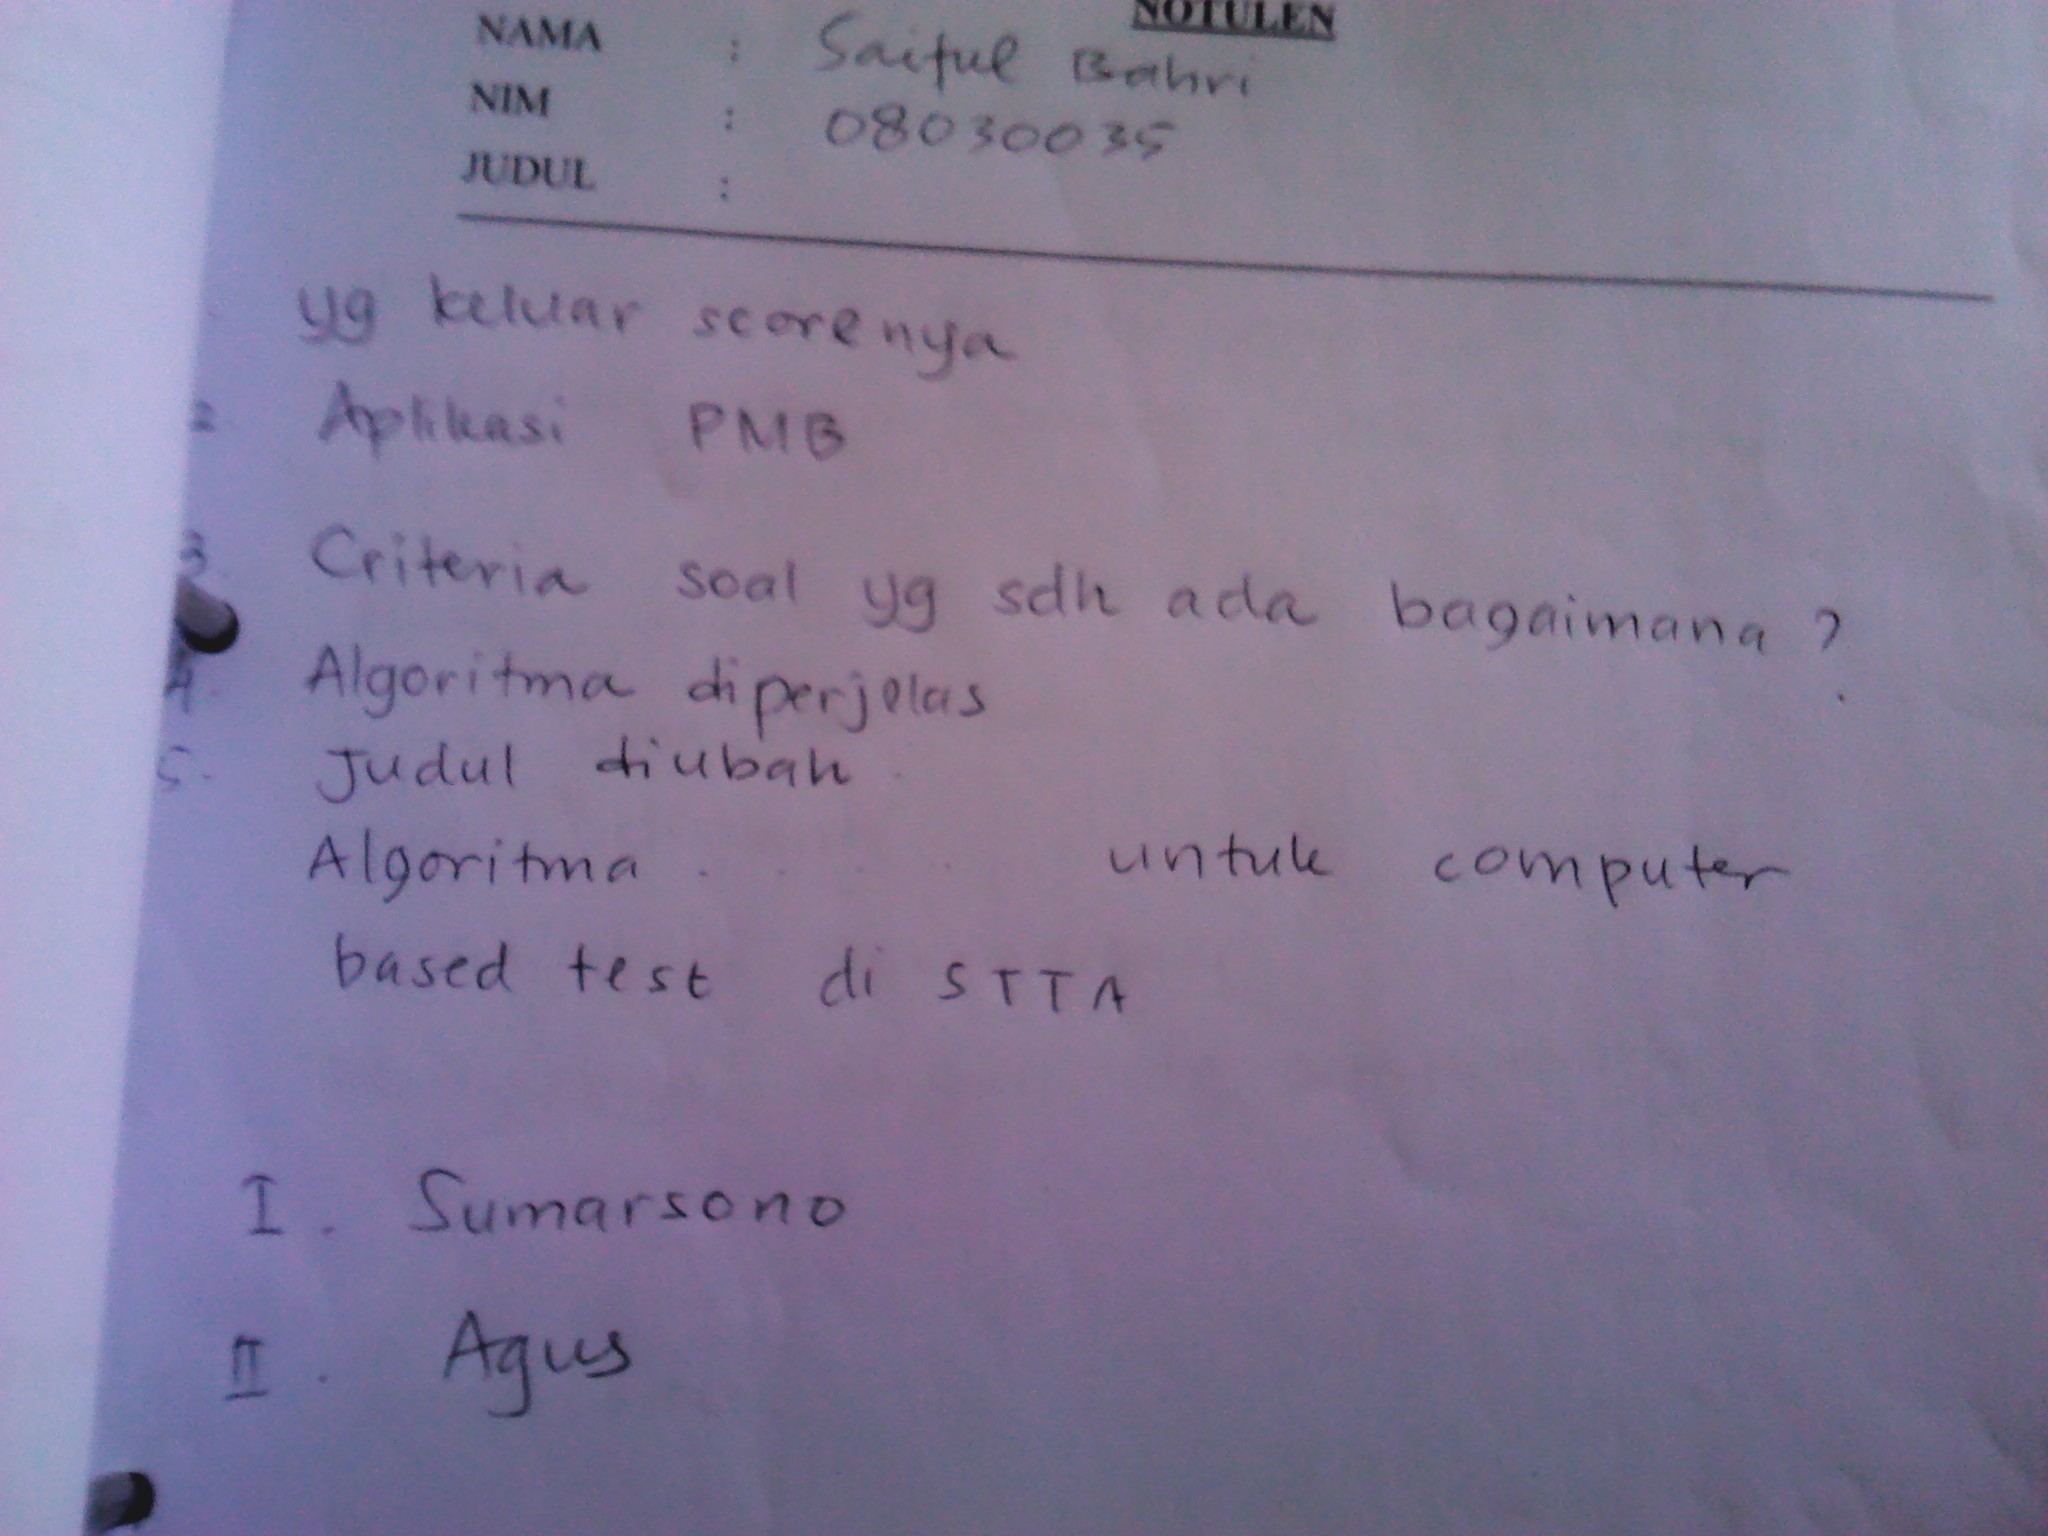 NOTULEN
NAMA : Saiful Bahri
NIM : 08030035
JUDUL :
yg keluar scorenya
2. Aplikasi PMB
3. Criteria soal yg sdh ada bagaimana ?
4. Algoritma diperjelas
5. Judul diubah.
Algoritma . . . . untuk computer
based test di STTA
I. Sumarsono
II. Agus